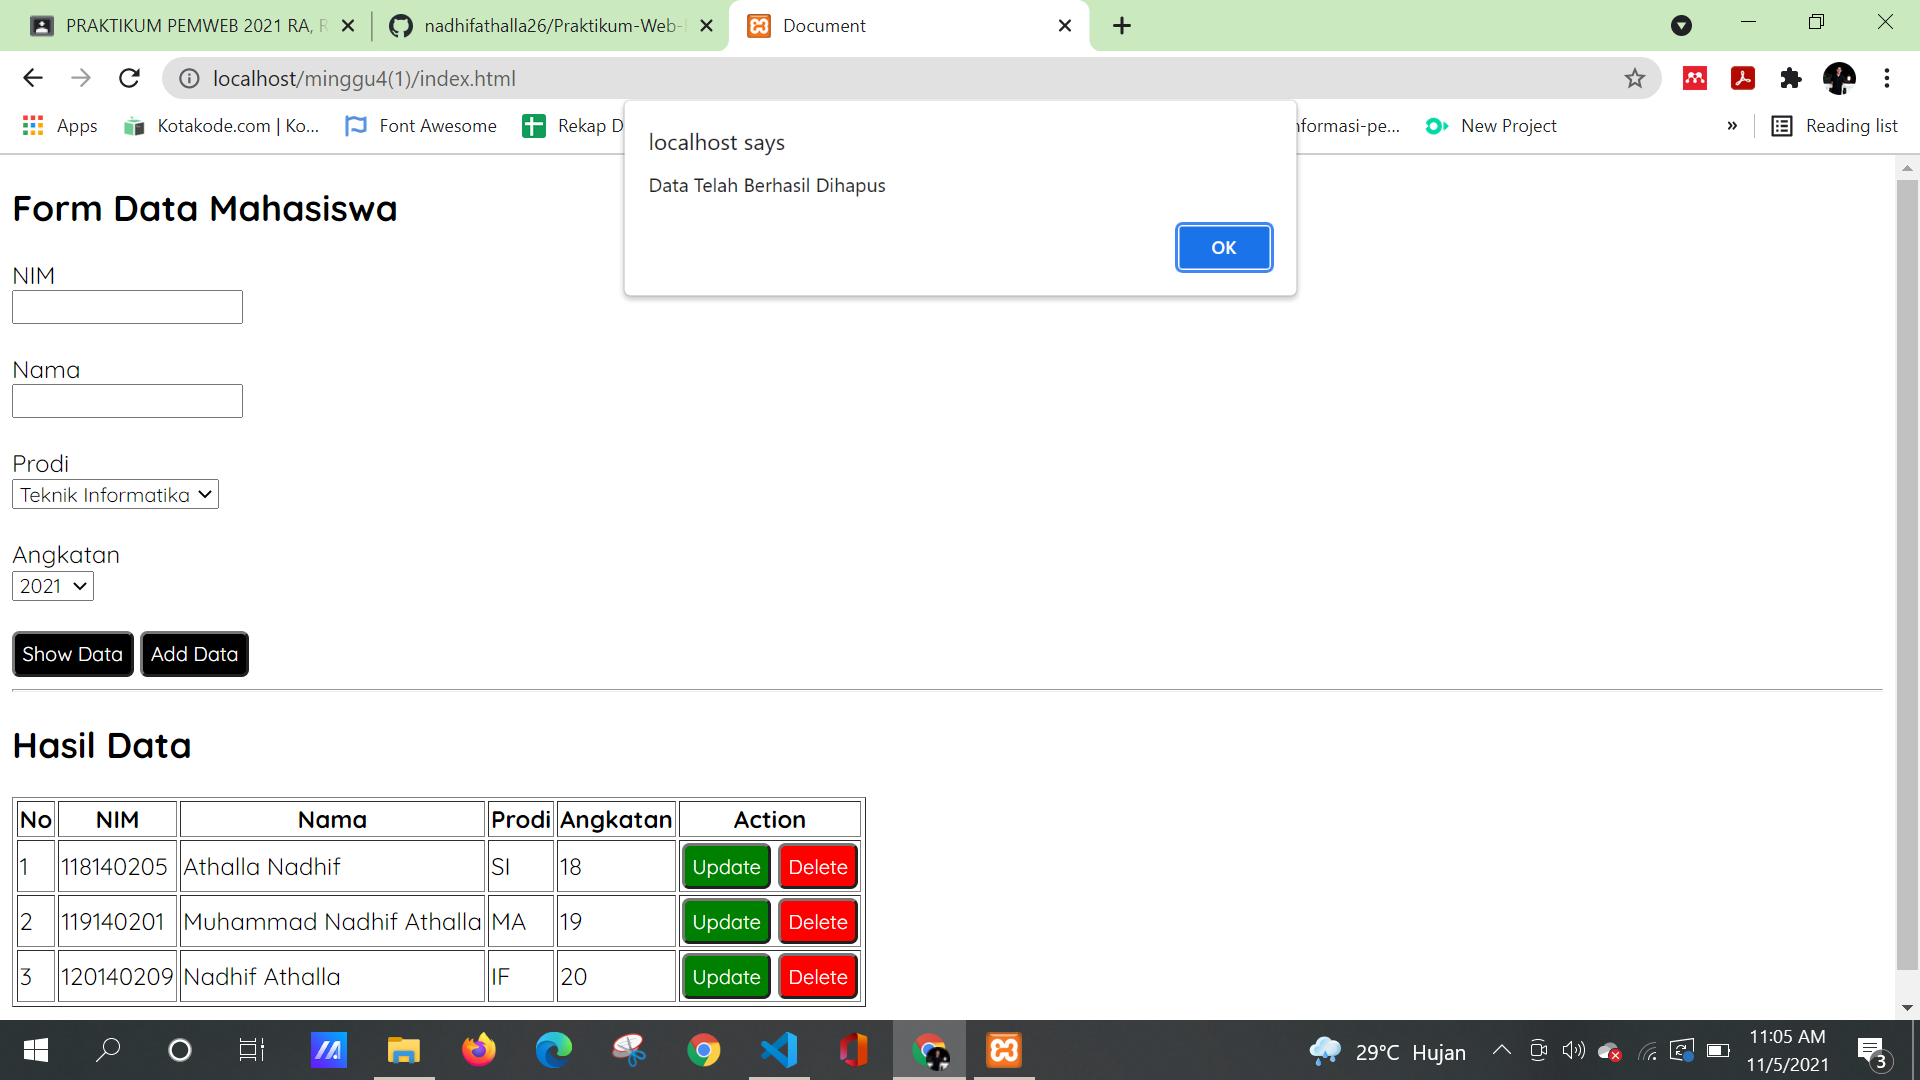 PRAKTIKUM PEMWEB 2021 RA, R
nadhifathalla26/Praktikum-Web-
Document
localhost/minggu4(1)/index.html
Apps
Kotakode.com | Ko...
Font Awesome
Rekap D
nformasi-pe...
New Project
»
Reading list
localhost says
Data Telah Berhasil Dihapus
OK
Form Data Mahasiswa
NIM
Nama
Prodi
Teknik Informatika
Angkatan
2021
Show Data Add Data
Hasil Data
No NIM Nama Prodi Angkatan Action
1 118140205 Athalla Nadhif SI 18 Update Delete
2 119140201 Muhammad Nadhif Athalla MA 19 Update Delete
3 120140209 Nadhif Athalla IF 20 Update Delete
29°C Hujan
11:05 AM
11/5/2021
3